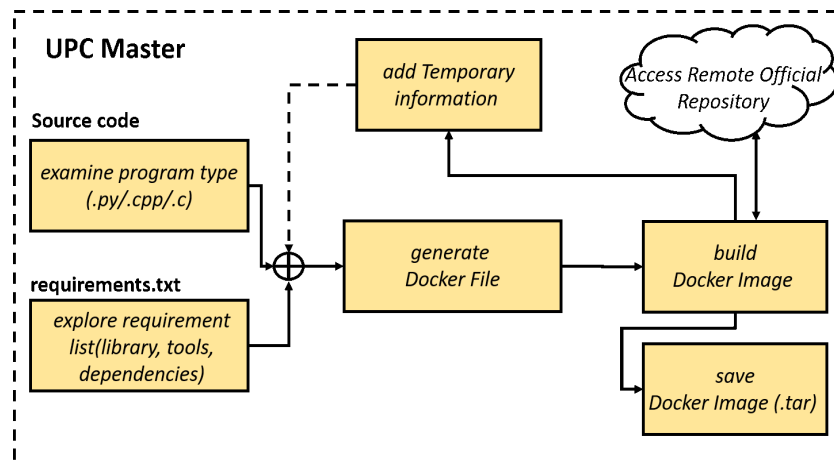 UPC Master
add Temporary
information
Access Remote Official
Repository
Source code
examine program type
(.py/.cpp/.c)
generate
Docker File
build
Docker Image
requirements.txt
explore requirement
list(library, tools,
dependencies)
save
Docker Image (.tar)